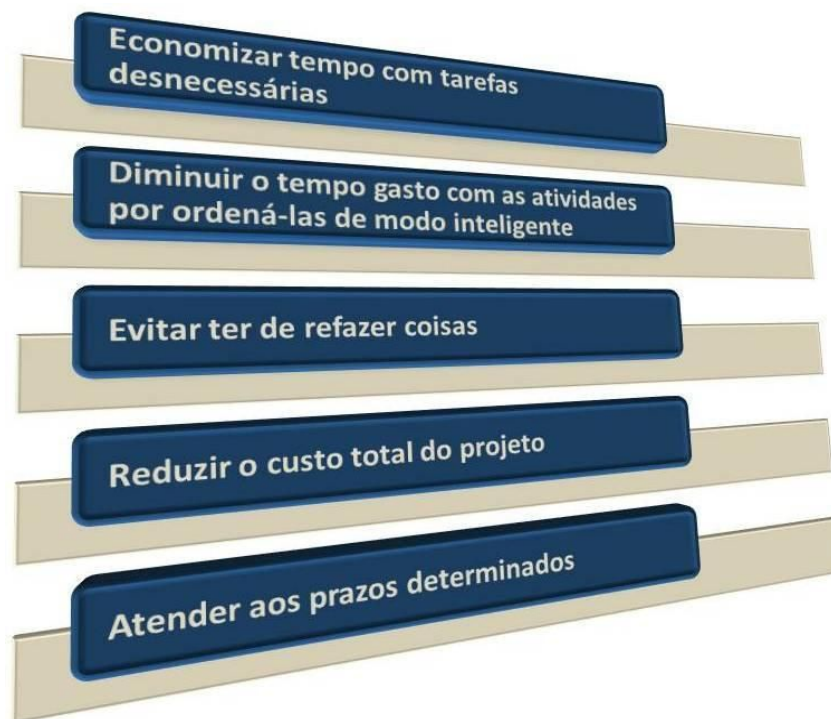 Economizar tempo com tarefas
desnecessárias
Diminuir o tempo gasto com as atividades
por ordená-las de modo inteligente
Evitar ter de refazer coisas
Reduzir o custo total do projeto
Atender aos prazos determinados